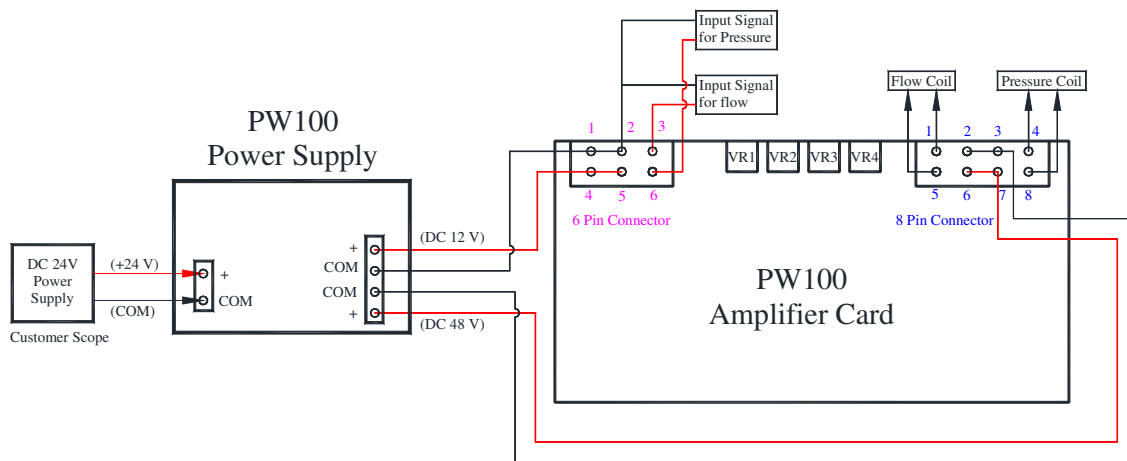 Input Signal
for Pressure
Input Signal
for flow
Flow Coil
Pressure Coil
PW100
Power Supply
1
2
3
1
2
3
4
VR1
VR2
VR3
VR4
4
5
6
5
6
7
8
6 Pin Connector
8 Pin Connector
DC 24V
Power
Supply
(+24 V)
(COM)
+
COM
+
COM
COM
+
(DC 12 V)
(DC 48 V)
Customer Scope
PW100
Amplifier Card